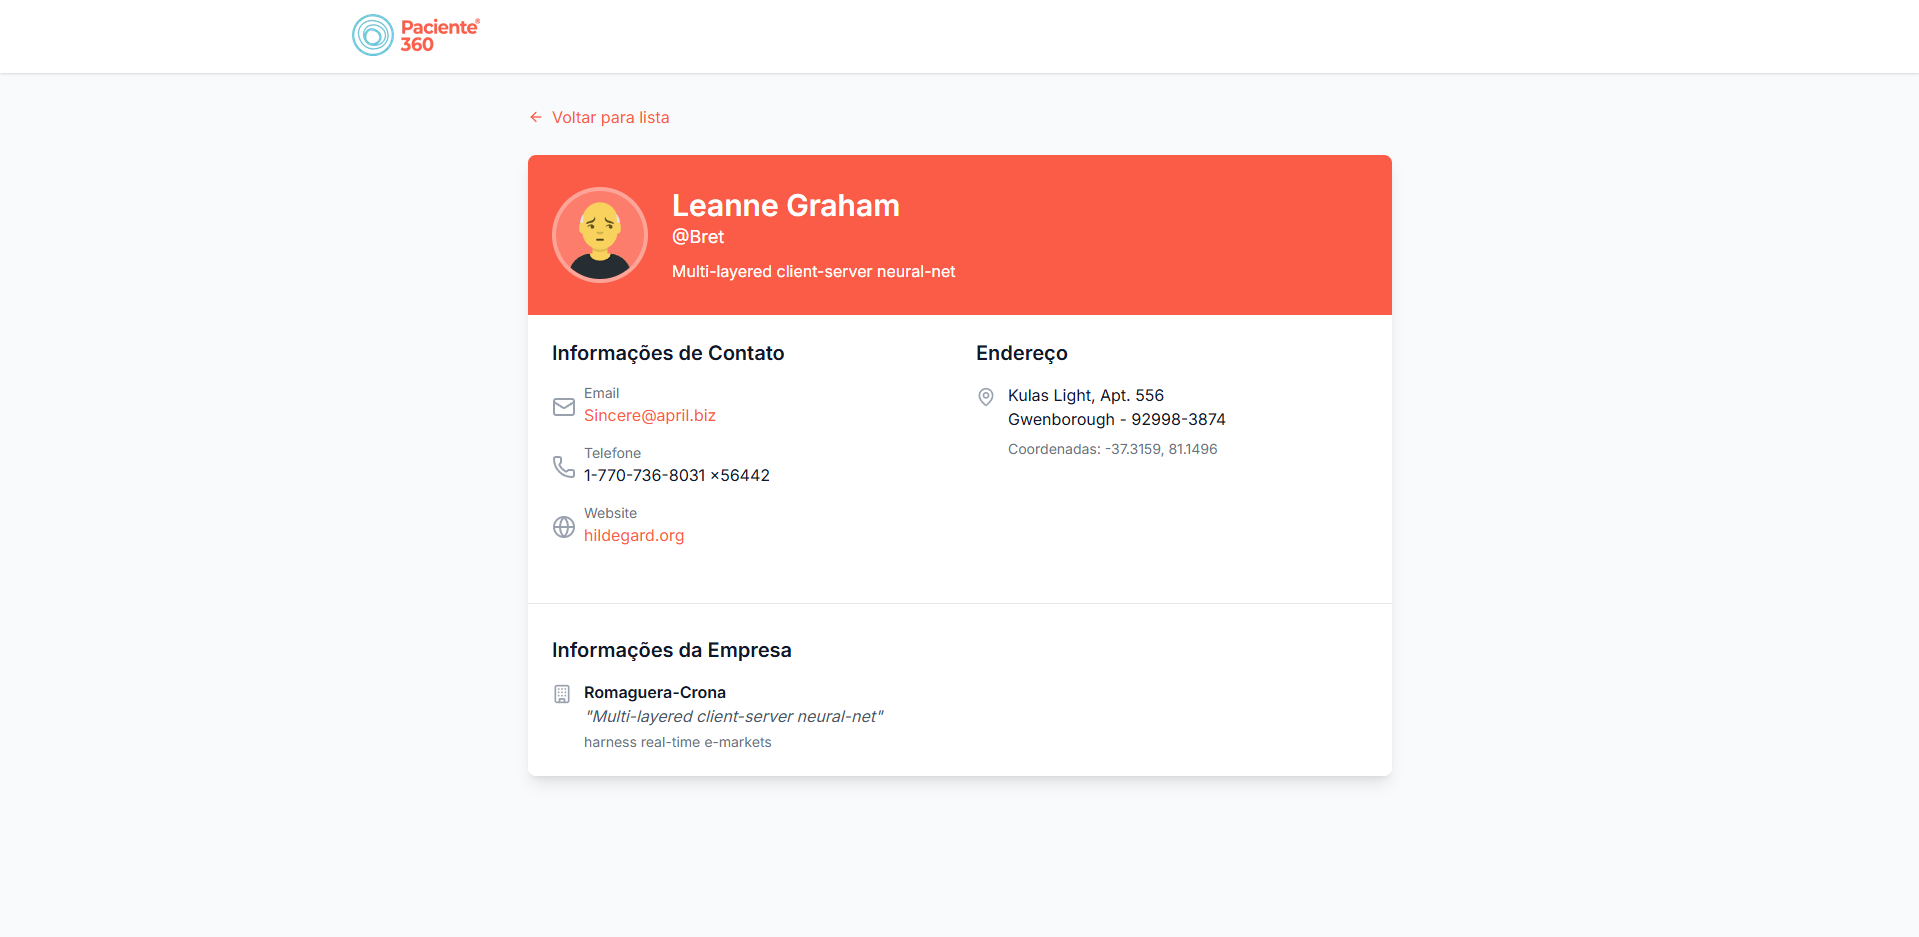 Paciente®
360
Voltar para lista
Leanne Graham
@Bret
Multi-layered client-server neural-net
Informações de Contato
Email
Sincere@april.biz
Telefone
1-770-736-8031 x56442
Website
hildegard.org
Endereço
Kulas Light, Apt. 556
Gwenborough - 92998-3874
Coordenadas: -37.3159, 81.1496
Informações da Empresa
Romaguera-Crona
"Multi-layered client-server neural-net"
harness real-time e-markets